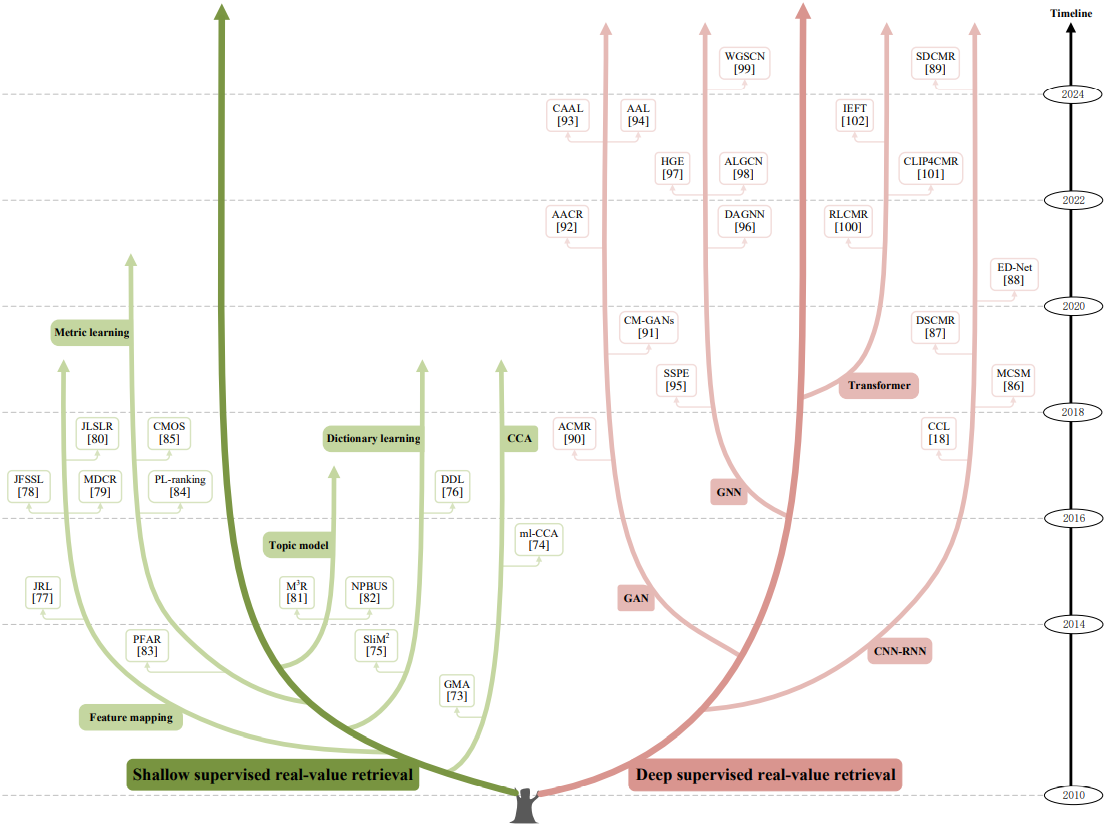 Timeline
WGSCN
[99]
SDCMR
[89]
2024
CAAL
[93]
AAL
[94]
IEFT
[102]
HGE
[97]
ALGCN
[98]
CLIP4CMR
[101]
2022
AACR
[92]
DAGNN
[96]
RLCMR
[100]
ED-Net
[88]
2020
Metric learning
CM-GANs
[91]
DSCMR
[87]
SSPE
[95]
Transformer
MCSM
[86]
2018
JLSLR
[80]
CMOS
[85]
Dictionary learning
CCA
ACMR
[90]
CCL
[18]
JFSSL
[78]
MDCR
[79]
PL-ranking
[84]
DDL
[76]
GNN
2016
Topic model
ml-CCA
[74]
JRL
[77]
M³R
[81]
NPBUS
[82]
GAN
2014
PFAR
[83]
SliM²
[75]
CNN-RNN
GMA
[73]
Feature mapping
Shallow supervised real-value retrieval
Deep supervised real-value retrieval
2010